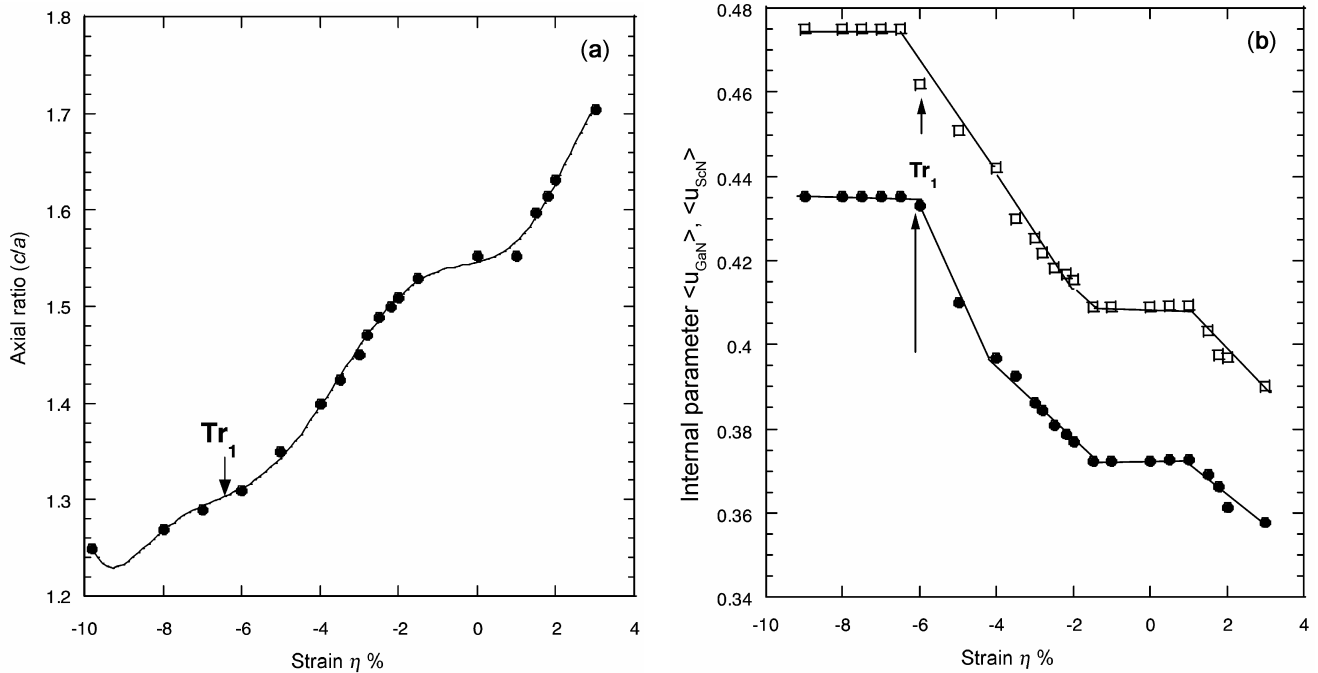 (a)
Axial ratio (c/a)
1.8
1.7
1.6
1.5
1.4
1.3
1.2
Tr1
-10 -8 -6 -4 -2 0 2 4
Strain η %
(b)
Internal parameter <uGaN>, <uScN>
0.48
0.46
0.44
0.42
0.4
0.38
0.36
0.34
Tr1
-10 -8 -6 -4 -2 0 2 4
Strain η %